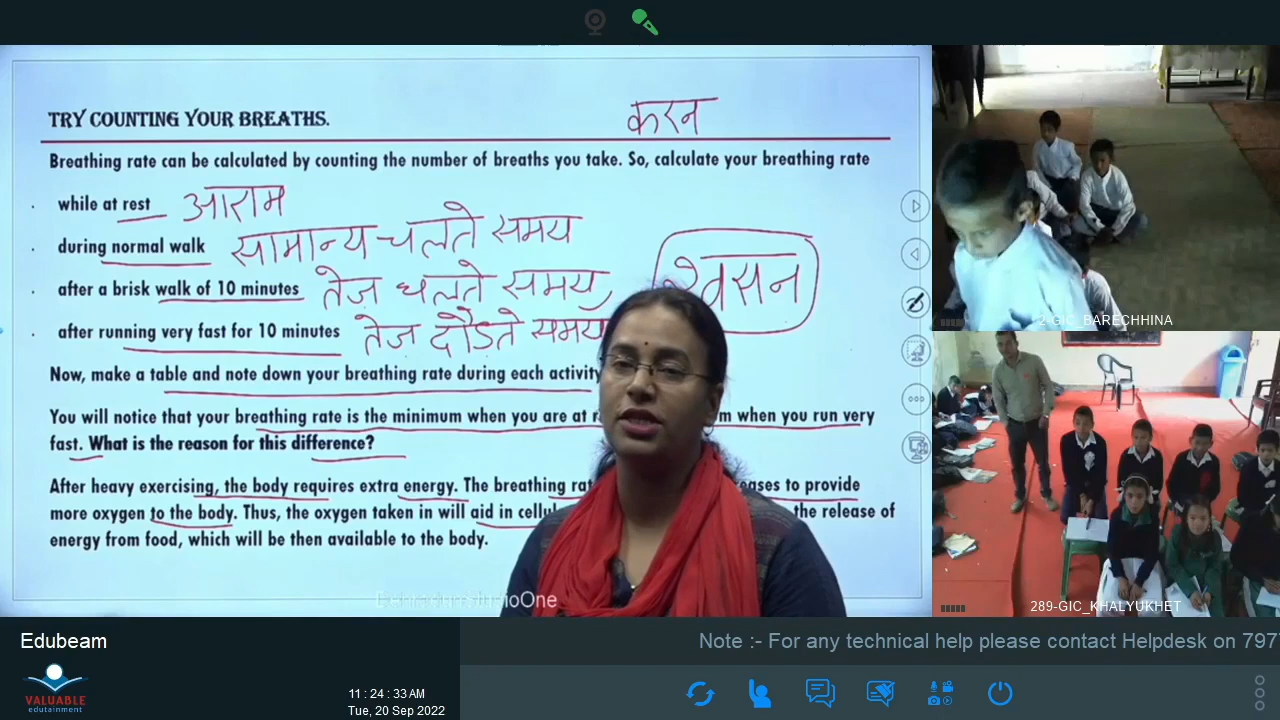 TRY COUNTING YOUR BREATHS.
करन
Breathing rate can be calculated by counting the number of breaths you take. So, calculate your breathing rate
while at rest आराम
during normal walk सामान्य चलते समय
after a brisk walk of 10 minutes तेज चलते समय
श्वसन
after running very fast for 10 minutes तेज दौडते समय
Now, make a table and note down your breathing rate during each activity
You will notice that your breathing rate is the minimum when you are at when you run very
fast. What is the reason for this difference?
After heavy exercising, the body requires extra energy. The breathing to provide
more oxygen to the body. Thus, the oxygen taken in will aid in the release of
energy from food, which will be then available to the body.
2-GIC_BARECHHINA
289-GIC_KHALYUKHET
Edubeam
Note :- For any technical help please contact Helpdesk on 797
VALUABLE
edutainment
11 : 24 : 33 AM
Tue, 20 Sep 2022